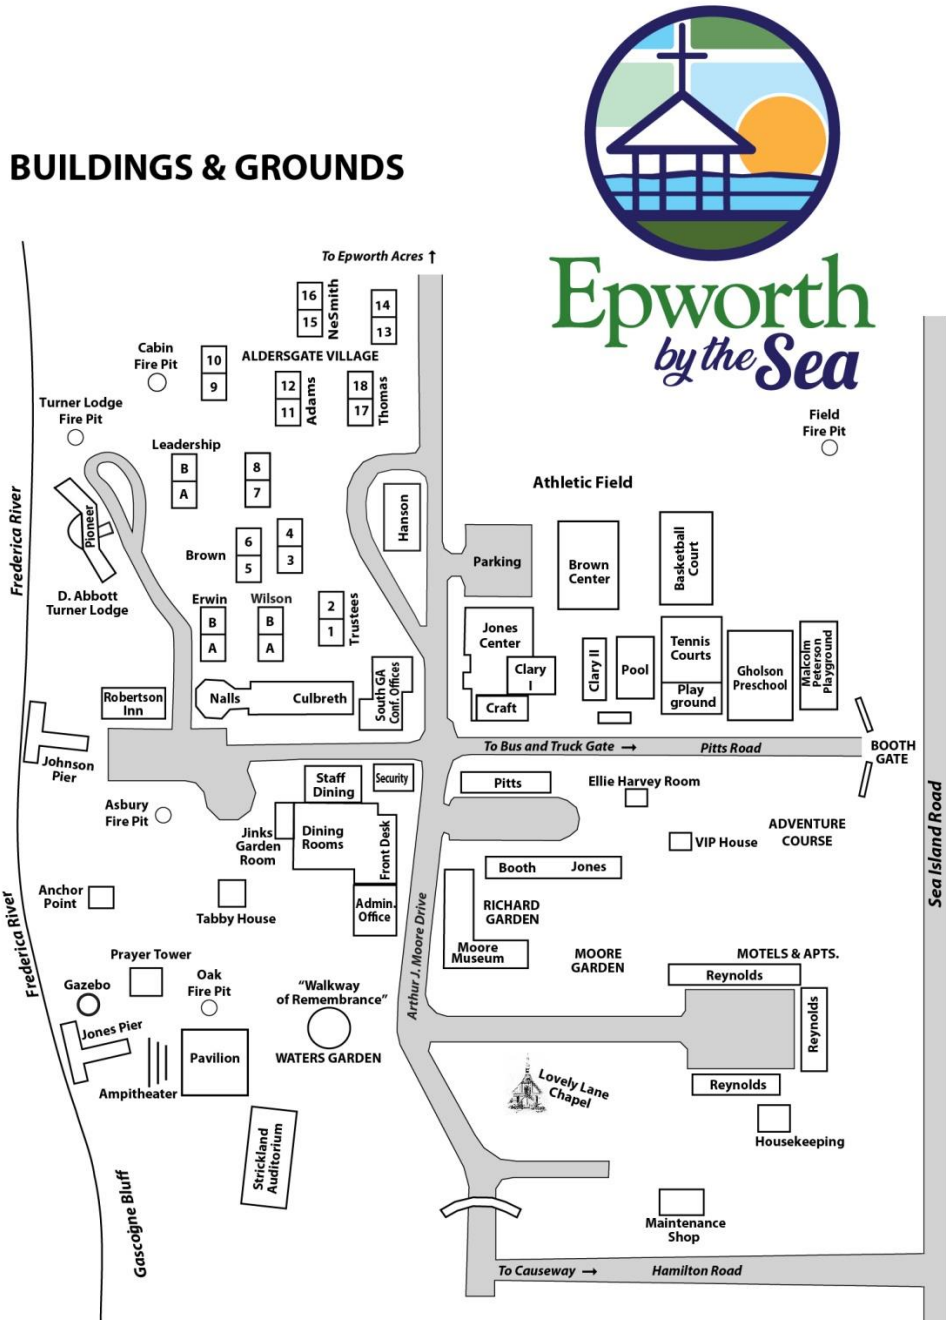 BUILDINGS & GROUNDS
Epworth
by the Sea
To Epworth Acres ↑
16
15
NeSmith
14
13
Cabin
Fire Pit
10
9
ALDERSGATE VILLAGE
12
11
Adams
18
17
Thomas
Turner Lodge
Fire Pit
Field
Fire Pit
Leadership
B
A
8
7
Athletic Field
Frederica River
Pioneer
D. Abbott
Turner Lodge
Hanson
Brown
6
5
4
3
Parking
Brown
Center
Basketball
Court
Erwin
B
A
Wilson
B
A
2
1
Trustees
Jones
Center
Clary
I
Craft
Clary II
Pool
Tennis
Courts
Play
ground
Gholson
Preschool
Malcolm
Peterson
Playground
Robertson
Inn
Nalls
Culbreth
South GA
Conf. Offices
Johnson
Pier
To Bus and Truck Gate →
Pitts Road
BOOTH
GATE
Staff
Dining
Security
Pitts
Ellie Harvey Room
Asbury
Fire Pit
Jinks
Garden
Room
Dining
Rooms
Front Desk
VIP House
ADVENTURE
COURSE
Sea Island Road
Anchor
Point
Tabby House
Admin.
Office
Arthur J. Moore Drive
Booth
Jones
RICHARD
GARDEN
Moore
Museum
MOORE
GARDEN
MOTELS & APTS.
Reynolds
Reynolds
Reynolds
Frederica River
Prayer Tower
Gazebo
Oak
Fire Pit
“Walkway
of Remembrance”
WATERS GARDEN
Jones Pier
Pavilion
Ampitheater
Lovely Lane
Chapel
Housekeeping
Strickland
Auditorium
Gascoigne Bluff
Maintenance
Shop
To Causeway →
Hamilton Road